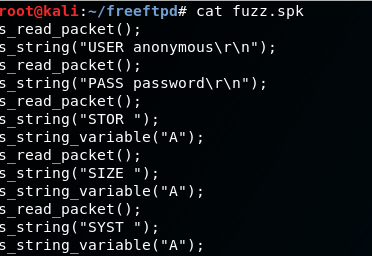 root@kali:~/freeftpd# cat fuzz.spk
s_read_packet();
s_string("USER anonymous\r\n");
s_read_packet();
s_string("PASS password\r\n");
s_read_packet();
s_string("STOR ");
s_string_variable("A");
s_read_packet();
s_string("SIZE ");
s_string_variable("A");
s_read_packet();
s_string("SYST ");
s_string_variable("A");